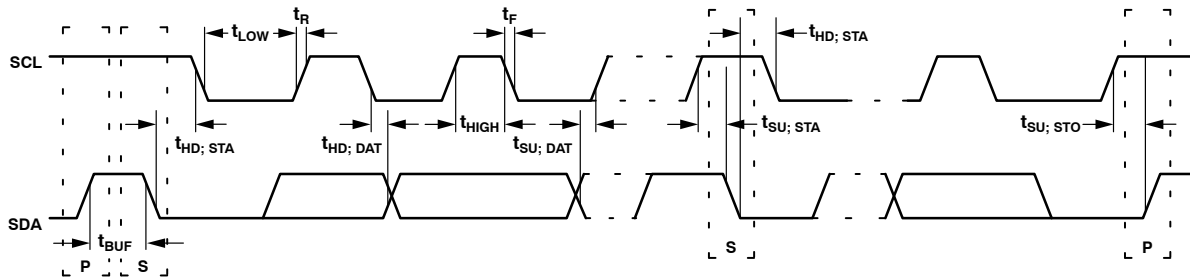 tR
tF
tLOW
tHD; STA
SCL
tHD; STA
tHD; DAT
tHIGH
tSU; DAT
tSU; STA
tSU; STO
SDA
tBUF
P
S
S
P